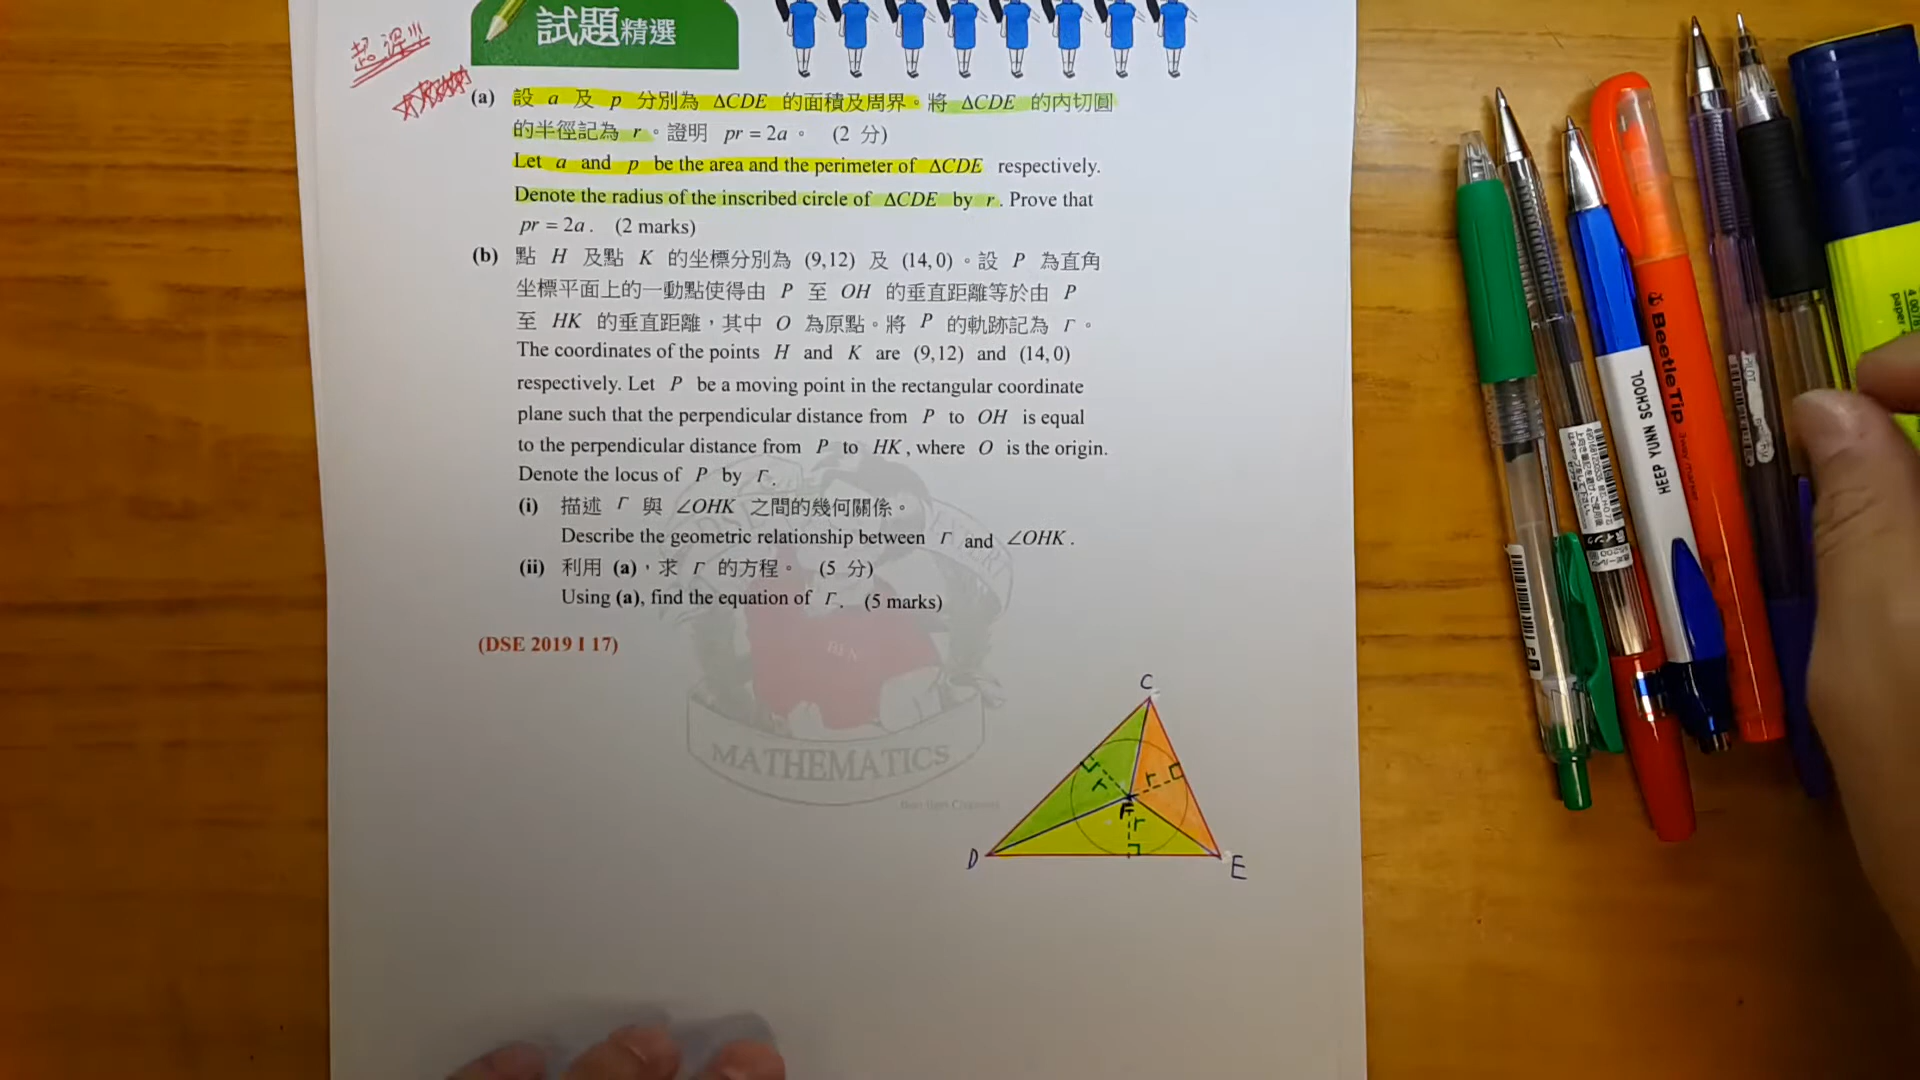 超深!!!
試題精選
(a) 設 a 及 p 分別為 ΔCDE 的面積及周界。將 ΔCDE 的內切圓
的半徑記為 r。證明 pr = 2a。 (2 分)
Let a and p be the area and the perimeter of ΔCDE respectively.
Denote the radius of the inscribed circle of ΔCDE by r. Prove that
pr = 2a. (2 marks)
(b) 點 H 及點 K 的坐標分別為 (9,12) 及 (14,0)。設 P 為直角
坐標平面上的一動點使得由 P 至 OH 的垂直距離等於由 P
至 HK 的垂直距離,其中 O 為原點。將 P 的軌跡記為 Γ。
The coordinates of the points H and K are (9,12) and (14,0)
respectively. Let P be a moving point in the rectangular coordinate
plane such that the perpendicular distance from P to OH is equal
to the perpendicular distance from P to HK, where O is the origin.
Denote the locus of P by Γ.
(i) 描述 Γ 與 ∠OHK 之間的幾何關係。
Describe the geometric relationship between Γ and ∠OHK.
(ii) 利用 (a),求 Γ 的方程。 (5 分)
Using (a), find the equation of Γ. (5 marks)
(DSE 2019 I 17)
MATHEMATICS
C
r r
F
r
D E
HEEP YUNN SCHOOL
BeetleTip
3way marker
PILOT